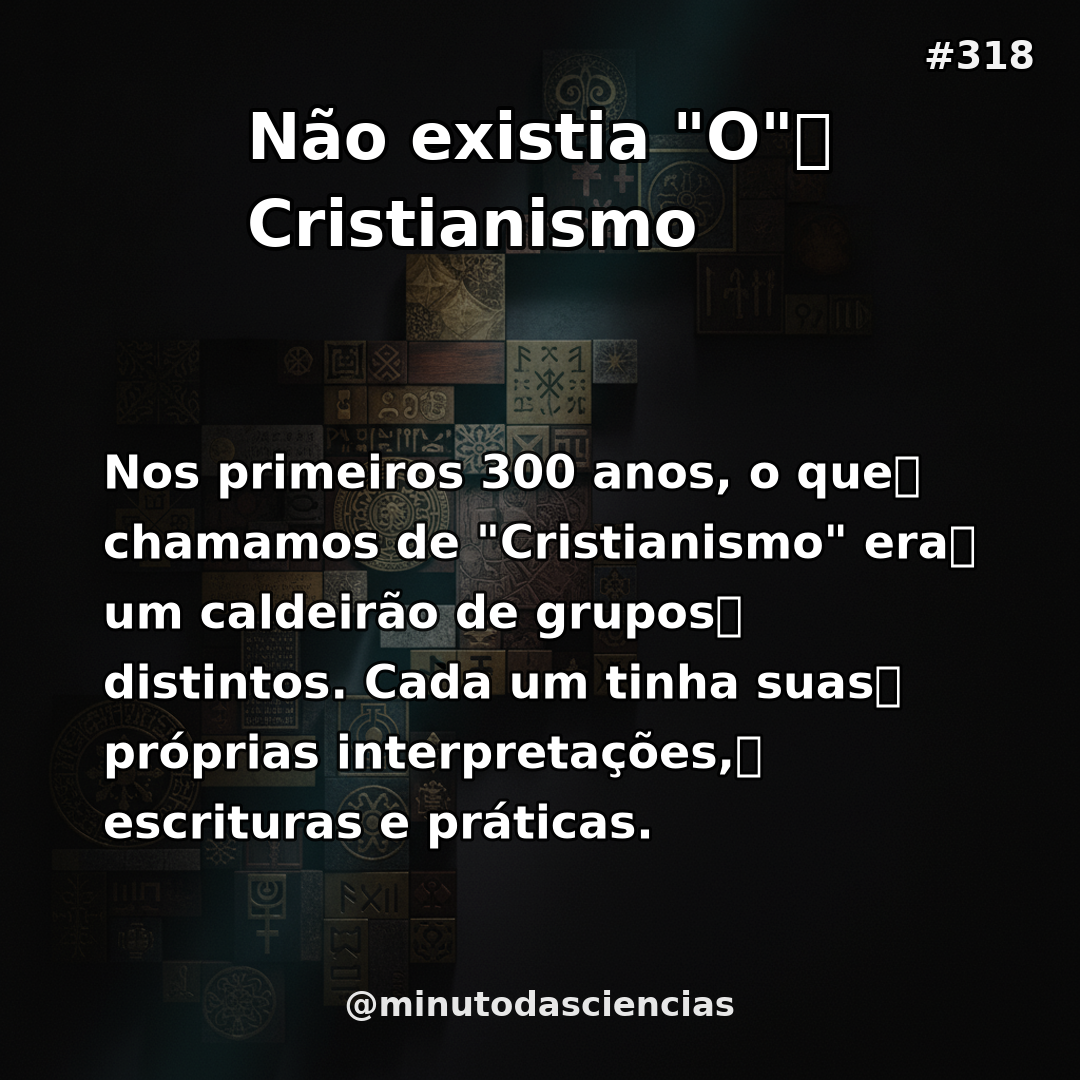 #318
Não existia "O"▯
Cristianismo
Nos primeiros 300 anos, o que▯
chamamos de "Cristianismo" era▯
um caldeirão de grupos▯
distintos. Cada um tinha suas▯
próprias interpretações,▯
escrituras e práticas.
@minutodasciencias